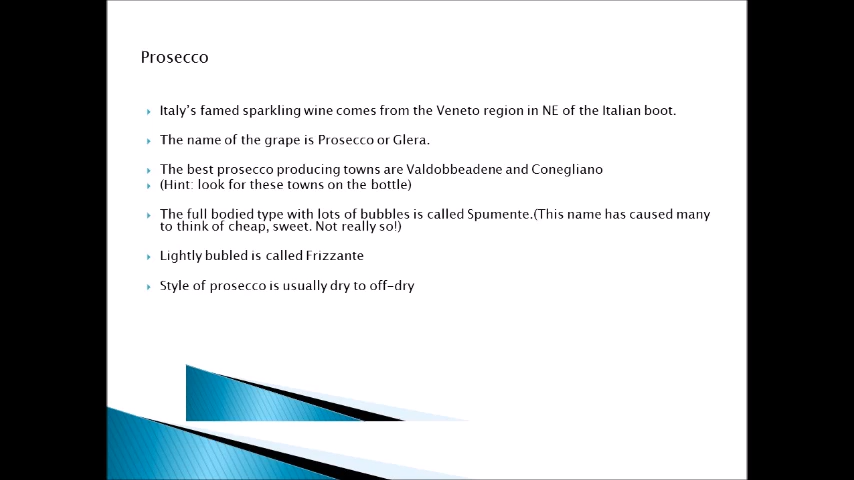 Prosecco
Italy's famed sparkling wine comes from the Veneto region in NE of the Italian boot.
The name of the grape is Prosecco or Glera.
The best prosecco producing towns are Valdobbeadene and Conegliano
(Hint: look for these towns on the bottle)
The full bodied type with lots of bubbles is called Spumente.(This name has caused many
to think of cheap, sweet. Not really so!)
Lightly bubled is called Frizzante
Style of prosecco is usually dry to off-dry